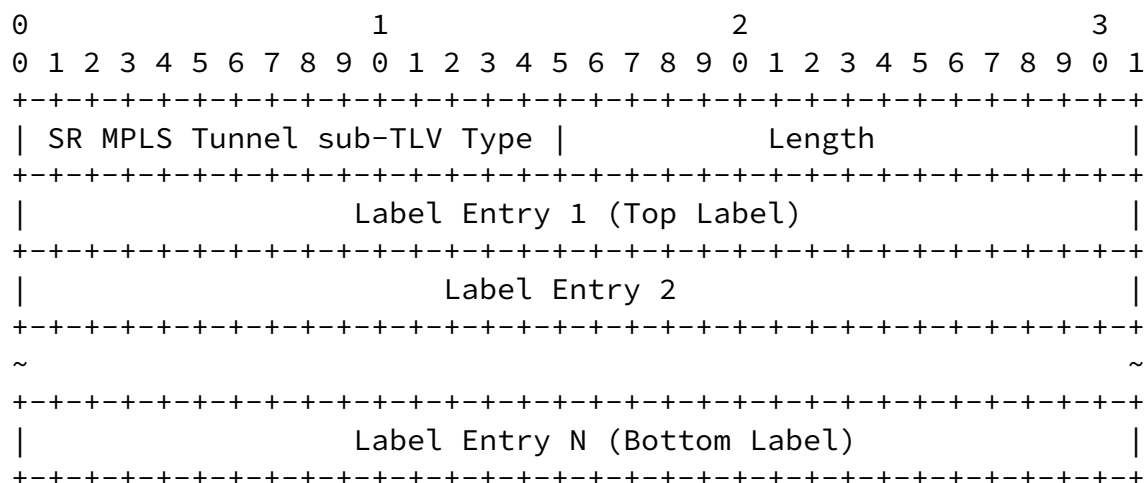 0                   1                   2                   3
0 1 2 3 4 5 6 7 8 9 0 1 2 3 4 5 6 7 8 9 0 1 2 3 4 5 6 7 8 9 0 1
+-+-+-+-+-+-+-+-+-+-+-+-+-+-+-+-+-+-+-+-+-+-+-+-+-+-+-+-+-+-+-+
| SR MPLS Tunnel sub-TLV Type |           Length              |
+-+-+-+-+-+-+-+-+-+-+-+-+-+-+-+-+-+-+-+-+-+-+-+-+-+-+-+-+-+-+-+
|                  Label Entry 1 (Top Label)                  |
+-+-+-+-+-+-+-+-+-+-+-+-+-+-+-+-+-+-+-+-+-+-+-+-+-+-+-+-+-+-+-+
|                       Label Entry 2                         |
+-+-+-+-+-+-+-+-+-+-+-+-+-+-+-+-+-+-+-+-+-+-+-+-+-+-+-+-+-+-+-+
~                                                             ~
+-+-+-+-+-+-+-+-+-+-+-+-+-+-+-+-+-+-+-+-+-+-+-+-+-+-+-+-+-+-+-+
|                  Label Entry N (Bottom Label)               |
+-+-+-+-+-+-+-+-+-+-+-+-+-+-+-+-+-+-+-+-+-+-+-+-+-+-+-+-+-+-+-+